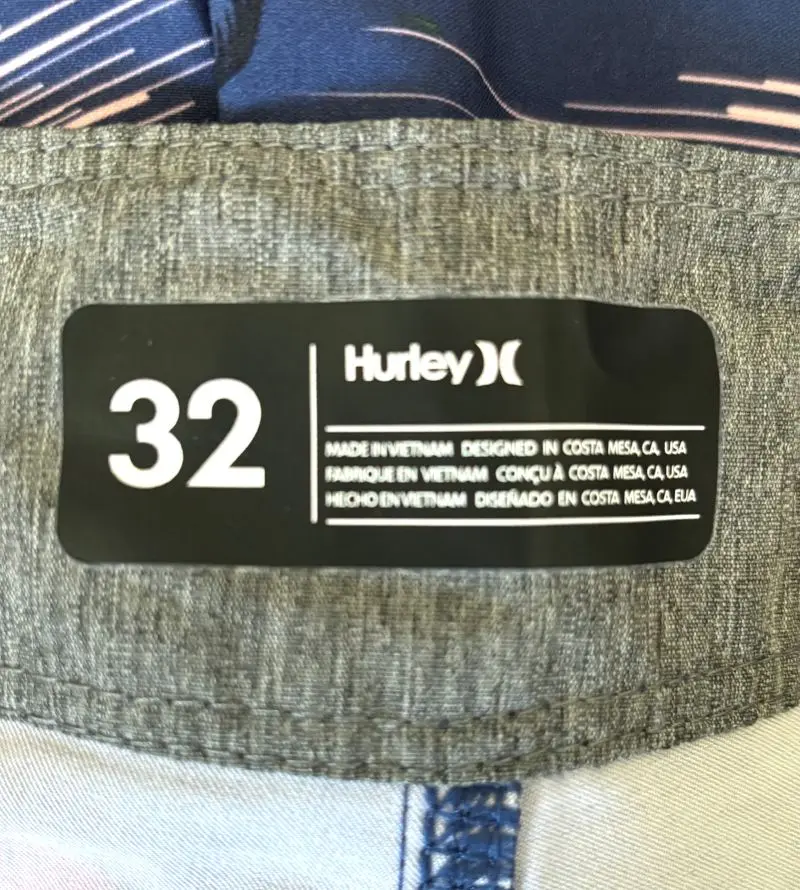 32
Hurley
MADE IN VIETNAM DESIGNED IN COSTA MESA, CA, USA
FABRIQUE EN VIETNAM CONÇU À COSTA MESA, CA, USA
HECHO EN VIETNAM DISEÑADO EN COSTA MESA, CA, EUA